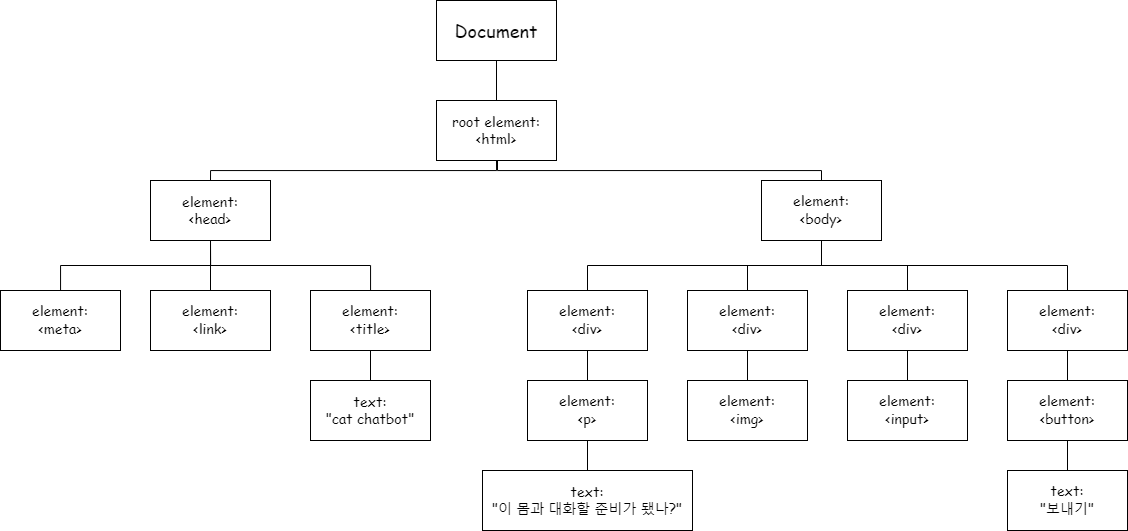 Document
root element:
<html>
element:
<head>
element:
<body>
element:
<meta>
element:
<link>
element:
<title>
element:
<div>
element:
<div>
element:
<div>
element:
<div>
text:
"cat chatbot"
element:
<p>
element:
<img>
element:
<input>
element:
<button>
text:
"이 몸과 대화할 준비가 됐나?"
text:
"보내기"